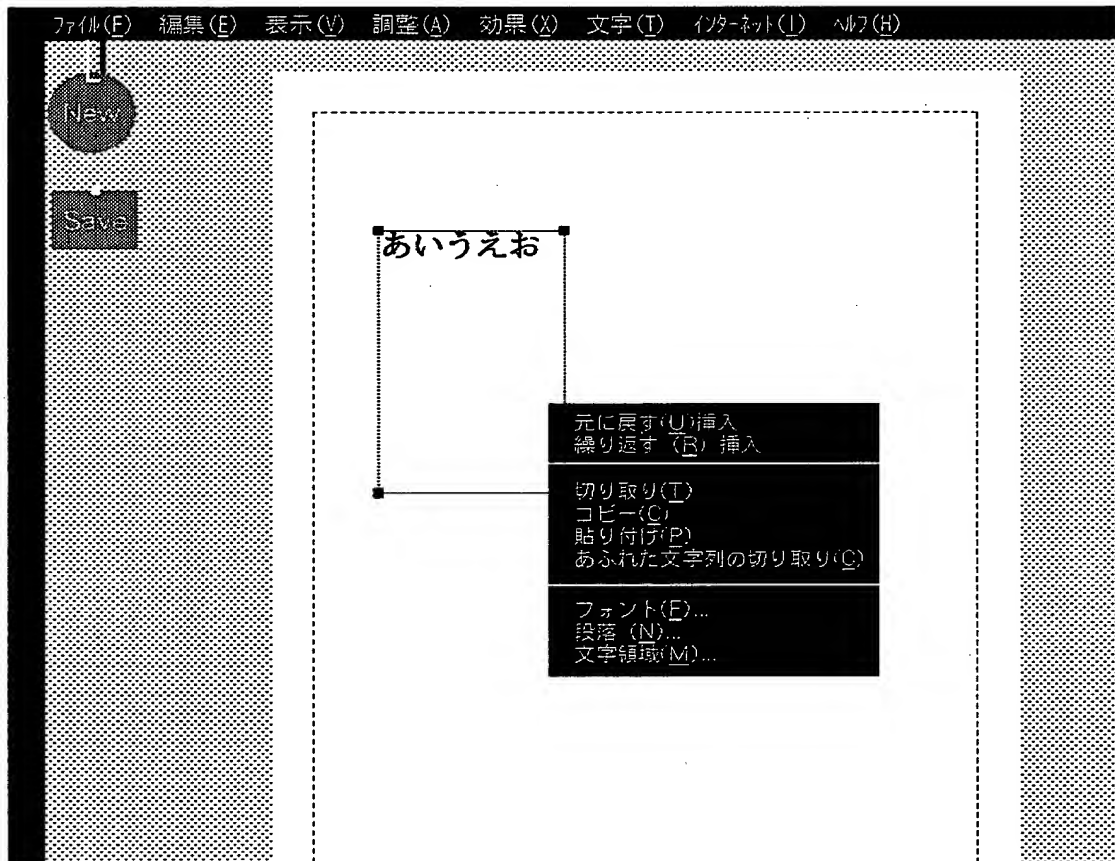 ファイル(F) 編集(E) 表示(V) 調整(A) 効果(X) 文字(T) インターネット(I) ヘルプ(H)
New
Save
あいうえお
元に戻す(U)挿入
繰り返す (R) 挿入
切り取り(T)
コピー(C)
貼り付け(P)
あふれた文字列の切り取り(C)
フォント(F)...
段落 (N)...
文字領域(M)...